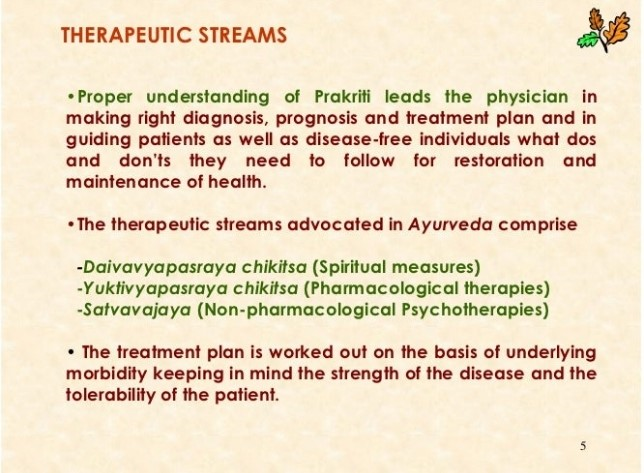 THERAPEUTIC STREAMS
•Proper understanding of Prakriti leads the physician in
making right diagnosis, prognosis and treatment plan and in
guiding patients as well as disease-free individuals what dos
and don'ts they need to follow for restoration and
maintenance of health.
•The therapeutic streams advocated in Ayurveda comprise
-Daivavyapasraya chikitsa (Spiritual measures)
-Yuktivyapasraya chikitsa (Pharmacological therapies)
-Satvavajaya (Non-pharmacological Psychotherapies)
• The treatment plan is worked out on the basis of underlying
morbidity keeping in mind the strength of the disease and the
tolerability of the patient.
5